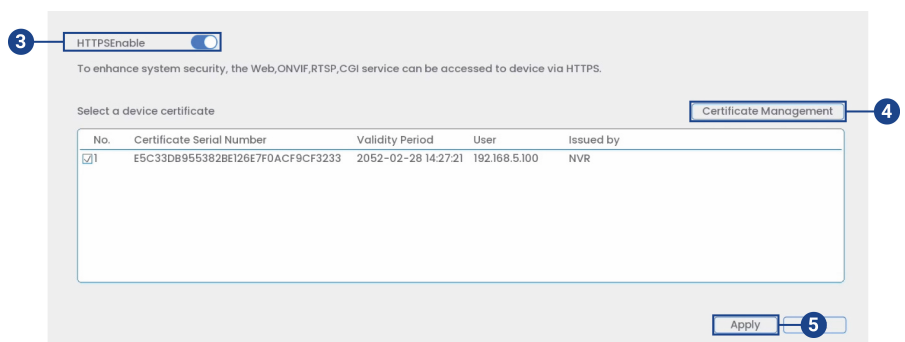 3 HTTPSEnable
To enhance system security, the Web,ONVIF,RTSP,CGI service can be accessed to device via HTTPS.
Select a device certificate Certificate Management 4
No. Certificate Serial Number Validity Period User Issued by
1 E5C33DB955382BE126E7F0ACF9CF3233 2052-02-28 14:27:21 192.168.5.100 NVR
Apply 5